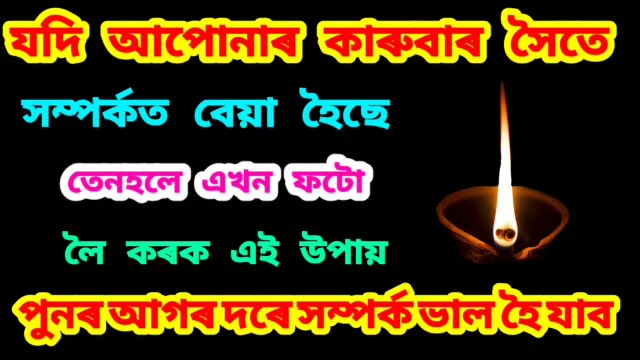 যদি আপোনাৰ কাৰুবাৰ সৈতে
সম্পৰ্কত বেয়া হৈছে
তেনহলে এখন ফটো
লৈ কৰক এই উপায়
পুনৰ আগৰ দৰে সম্পৰ্ক ভাল হৈ যাব